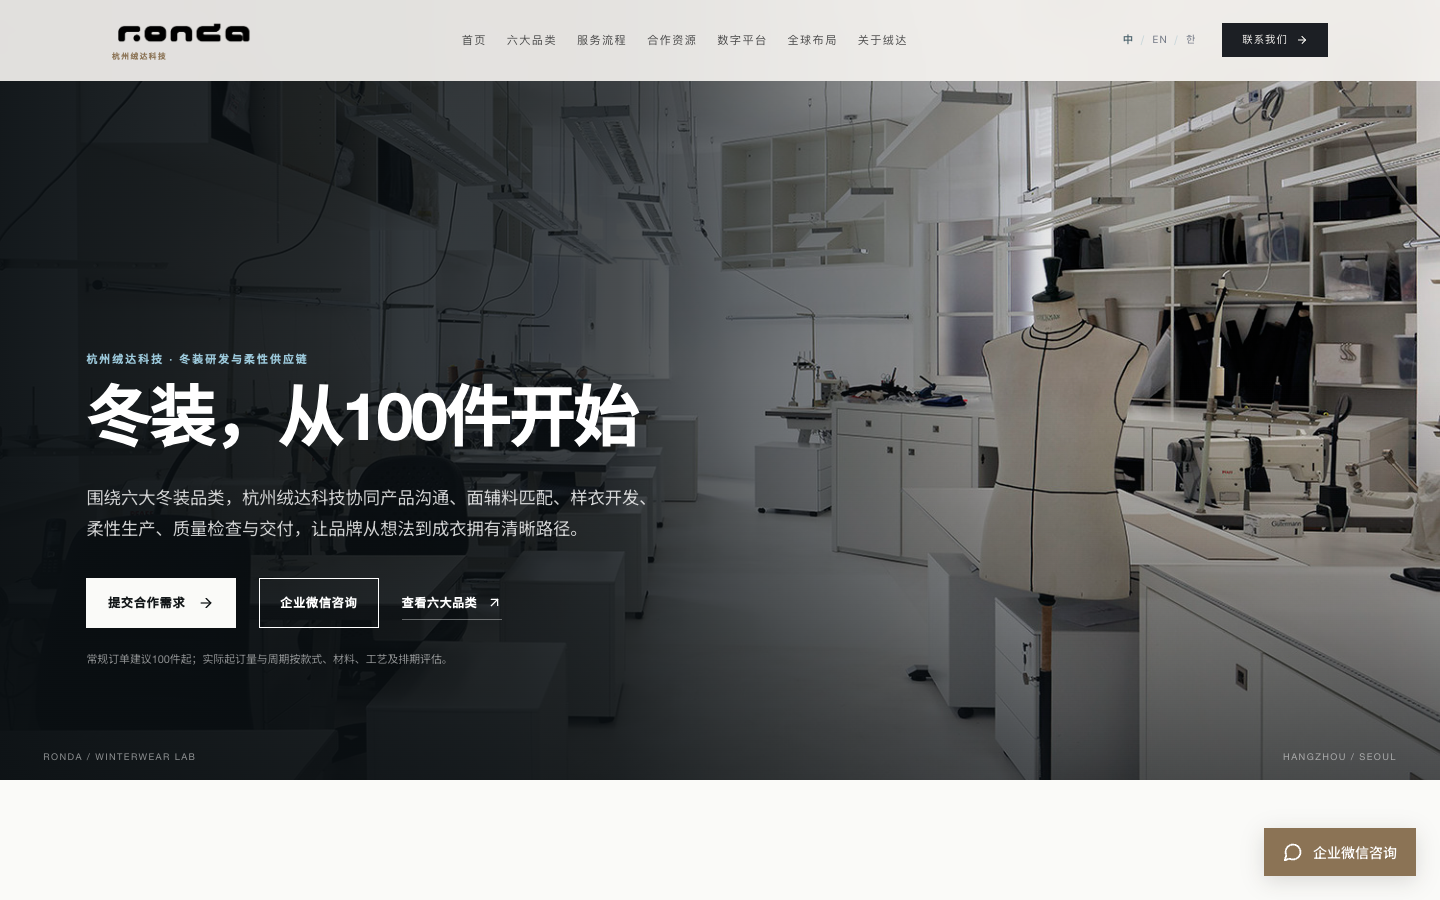 ronda
杭州绒达科技
首页 六大品类 服务流程 合作资源 数字平台 全球布局 关于绒达
中 / EN / 한
联系我们
杭州绒达科技 · 冬装研发与柔性供应链
冬装，从100件开始
围绕六大冬装品类，杭州绒达科技协同产品沟通、面辅料匹配、样衣开发、
柔性生产、质量检查与交付，让品牌从想法到成衣拥有清晰路径。
提交合作需求
企业微信咨询
查看六大品类
常规订单建议100件起；实际起订量与周期按款式、材料、工艺及排期评估。
RONDA / WINTERWEAR LAB
HANGZHOU / SEOUL
企业微信咨询
Gütermann